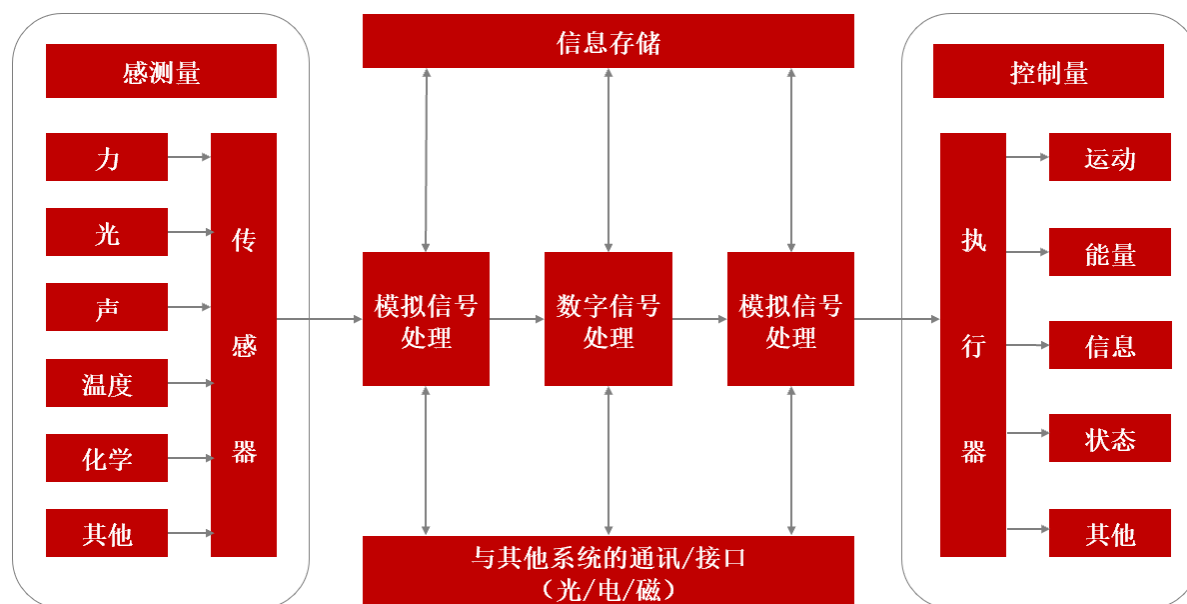 感测量
力
光
声
温度
化学
其他
传
感
器
信息存储
模拟信号
处理
数字信号
处理
模拟信号
处理
与其他系统的通讯/接口
（光/电/磁）
控制量
执
行
器
运动
能量
信息
状态
其他